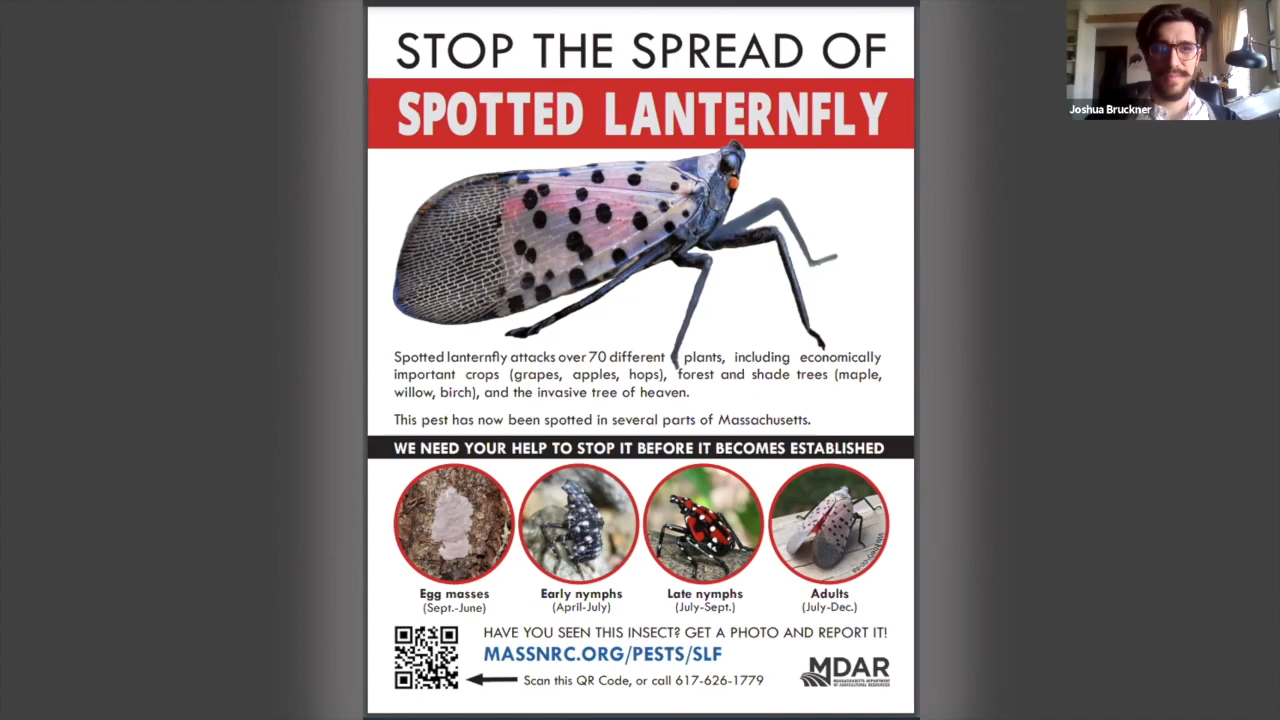 STOP THE SPREAD OF
SPOTTED LANTERNFLY
Joshua Bruckner
Spotted lanternfly attacks over 70 different plants, including economically
important crops (grapes, apples, hops), forest and shade trees (maple,
willow, birch), and the invasive tree of heaven.
This pest has now been spotted in several parts of Massachusetts.
WE NEED YOUR HELP TO STOP IT BEFORE IT BECOMES ESTABLISHED
Egg masses
(Sept.-June)
Early nymphs
(April-July)
Late nymphs
(July-Sept.)
Adults
(July-Dec.)
HAVE YOU SEEN THIS INSECT? GET A PHOTO AND REPORT IT!
MASSNRC.ORG/PESTS/SLF
Scan this QR Code, or call 617-626-1779
MDAR
MASSACHUSETTS DEPARTMENT
OF AGRICULTURAL RESOURCES